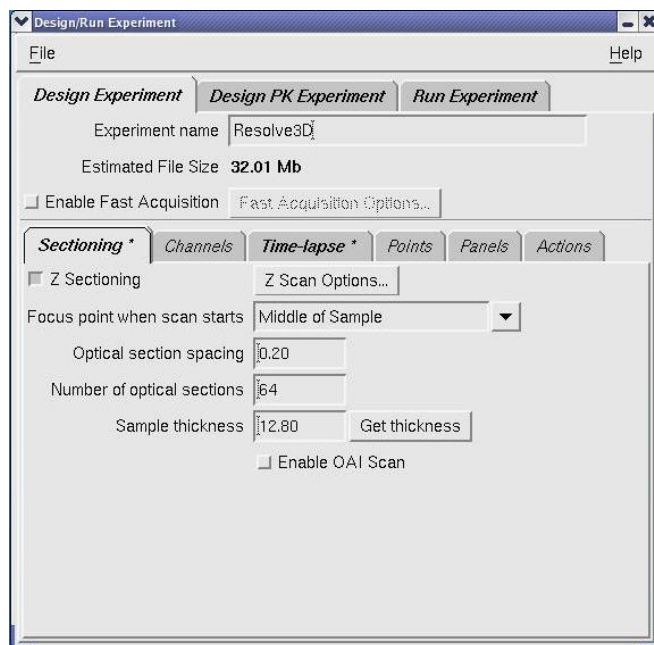 Design/Run Experiment
File Help
Design Experiment Design PK Experiment Run Experiment
Experiment name Resolve3D
Estimated File Size 32.01 Mb
Enable Fast Acquisition Fast Acquisition Options...
Sectioning * Channels Time-lapse * Points Panels Actions
Z Sectioning Z Scan Options...
Focus point when scan starts Middle of Sample
Optical section spacing 0.20
Number of optical sections 64
Sample thickness 12.80 Get thickness
Enable OAI Scan